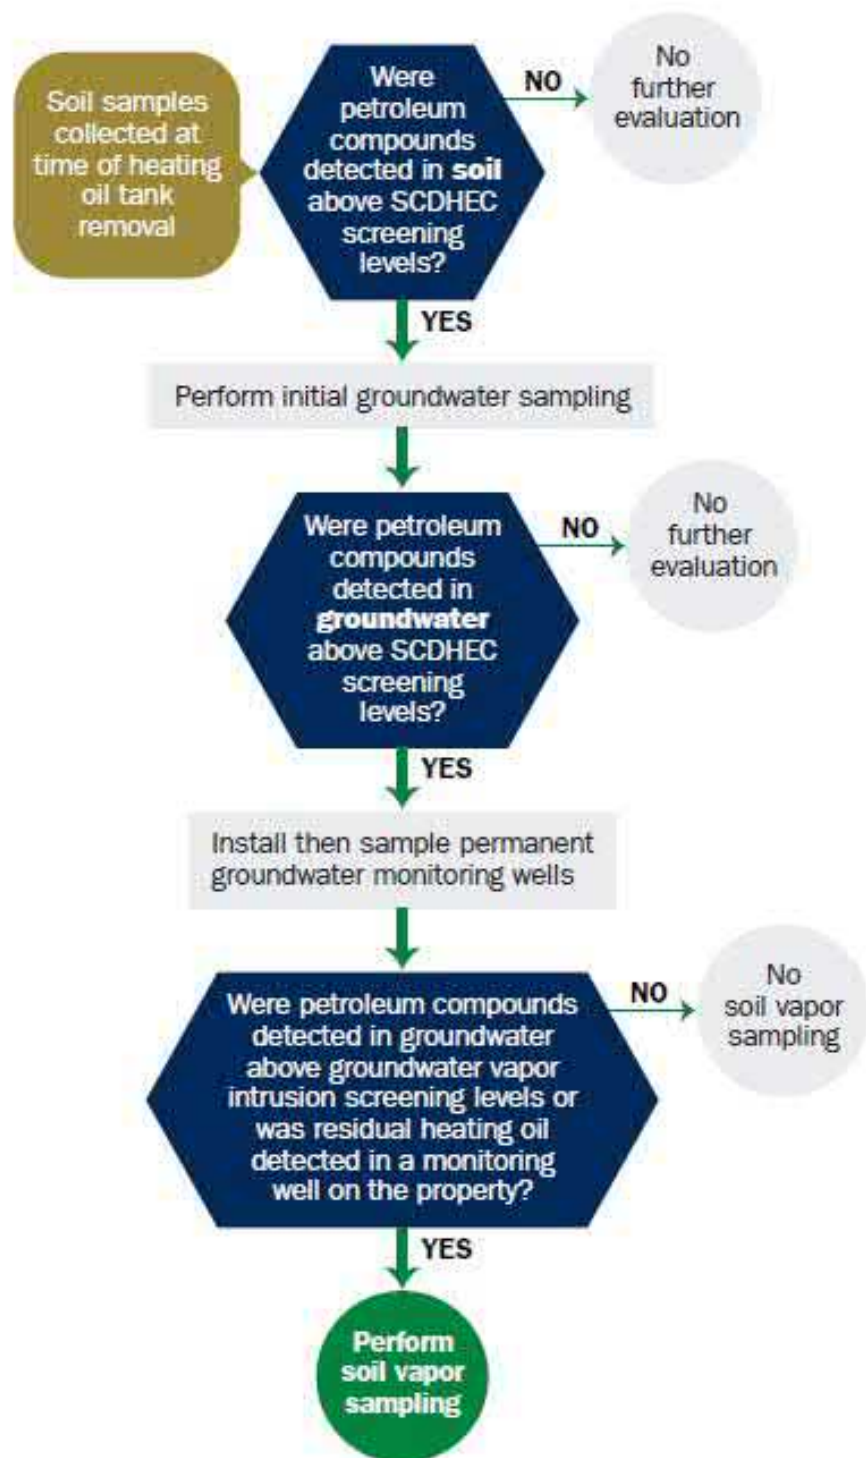 Soil samples
collected at
time of heating
oil tank
removal
Were
petroleum
compounds
detected in soil
above SCDHEC
screening
levels?
NO
No
further
evaluation
YES
Perform initial groundwater sampling
Were petroleum
compounds
detected in
groundwater
above SCDHEC
screening
levels?
NO
No
further
evaluation
YES
Install then sample permanent
groundwater monitoring wells
Were petroleum compounds
detected in groundwater
above groundwater vapor
intrusion screening levels or
was residual heating oil
detected in a monitoring
well on the property?
NO
No
soil vapor
sampling
YES
Perform
soil vapor
sampling